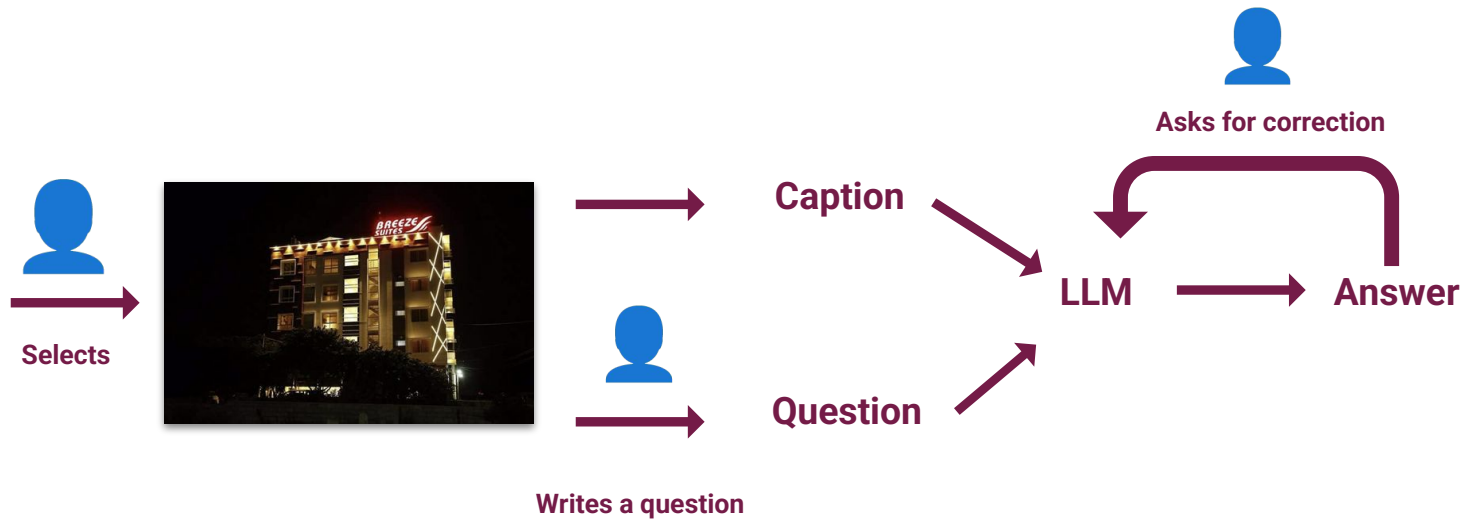 Asks for correction
Caption
BREEZE
SUITES
LLM
Answer
Selects
Question
Writes a question